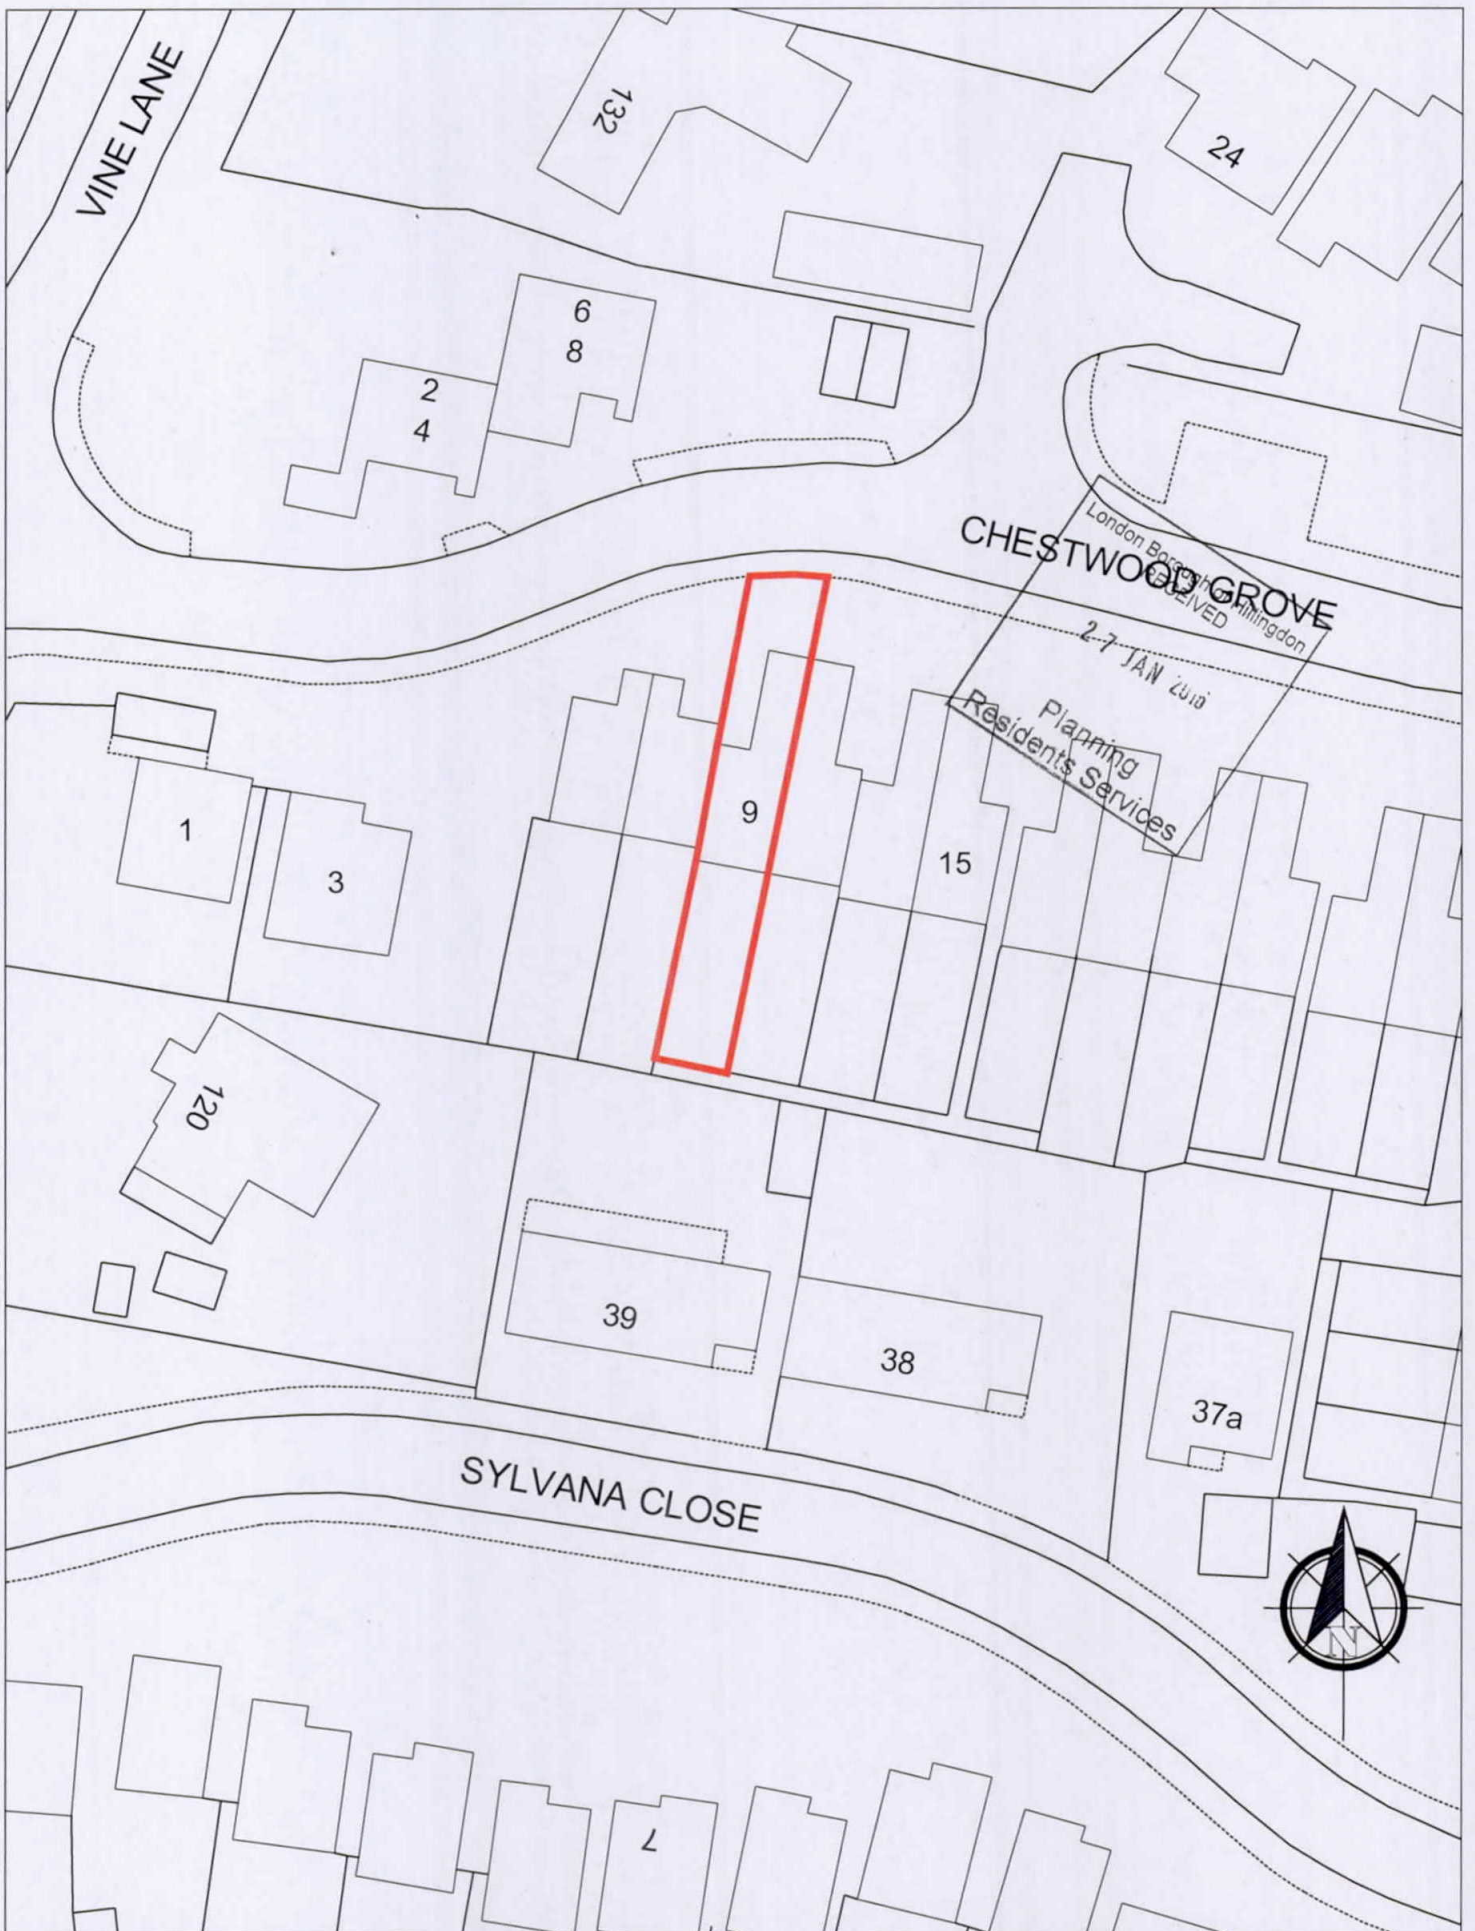 VINE LANE
132
24
6
8
2
4
CHESTWOOD GROVE
London Borough of Hillingdon
RECEIVED
27 JAN
Planning
Residents Services
9
1
3
15
120
39
38
37a
SYLVANA CLOSE
N
7